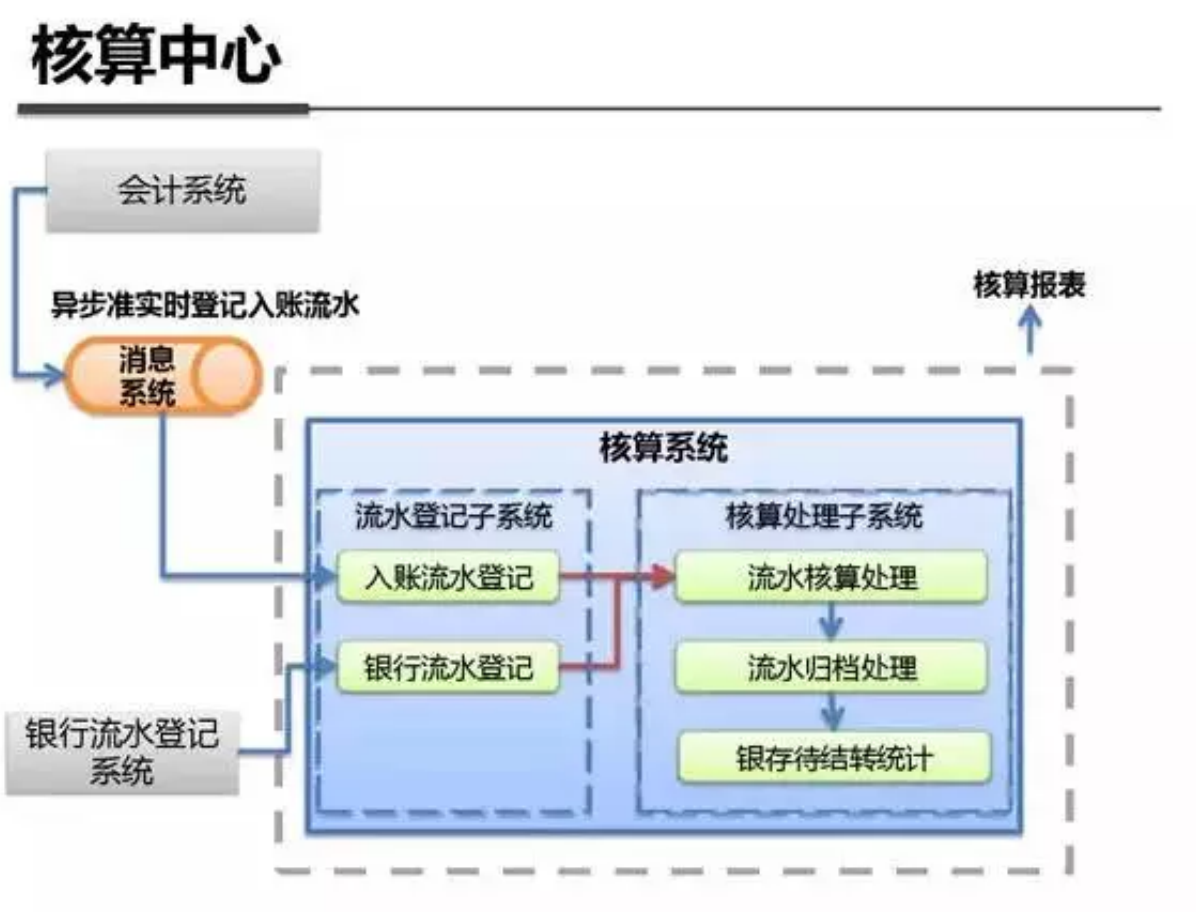 核算中心
会计系统
异步准实时登记入账流水
消息
系统
核算报表
核算系统
流水登记子系统
核算处理子系统
入账流水登记
流水核算处理
银行流水登记
流水归档处理
银行流水登记
系统
银存待结转统计